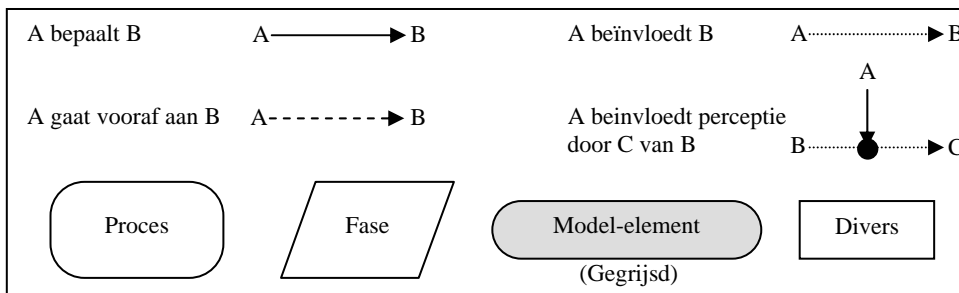 A bepaalt B A B A beïnvloedt B A B
A
A gaat vooraf aan B A B A beinvloedt perceptie
door C van B B C
Proces Fase Model-element Divers
(Gegrijsd)